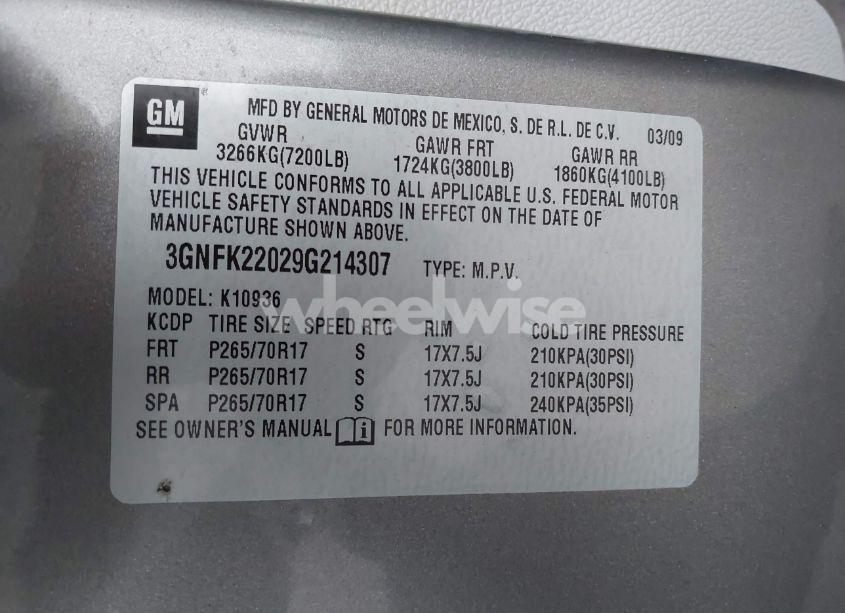 GM
MFD BY GENERAL MOTORS DE MEXICO, S. DE R.L. DE C.V. 03/09
GVWR GAWR FRT GAWR RR
3266KG(7200LB) 1724KG(3800LB) 1860KG(4100LB)
THIS VEHICLE CONFORMS TO ALL APPLICABLE U.S. FEDERAL MOTOR
VEHICLE SAFETY STANDARDS IN EFFECT ON THE DATE OF
MANUFACTURE SHOWN ABOVE.
3GNFK22029G214307 TYPE: M.P.V.
MODEL: K10936
wheelwise
KCDP TIRE SIZE SPEED RTG RIM COLD TIRE PRESSURE
FRT P265/70R17 S 17X7.5J 210KPA(30PSI)
RR P265/70R17 S 17X7.5J 210KPA(30PSI)
SPA P265/70R17 S 17X7.5J 240KPA(35PSI)
SEE OWNER'S MANUAL i FOR MORE INFORMATION.